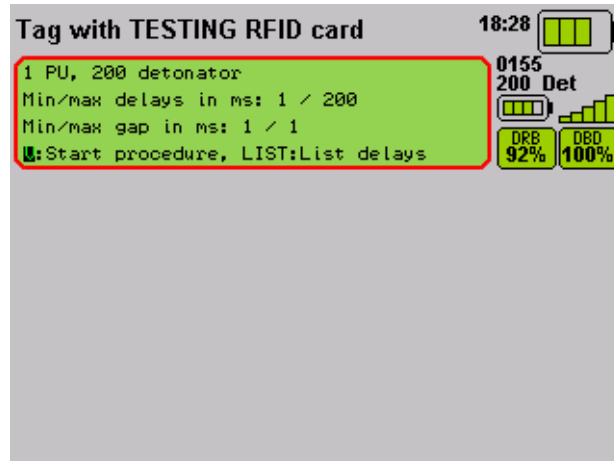 Tag with TESTING RFID card
18:28
1 PU, 200 detonator
Min/max delays in ms: 1 / 200
Min/max gap in ms: 1 / 1
:Start procedure, LIST:List delays
0155
200 Det
DRB
92%
DBD
100%